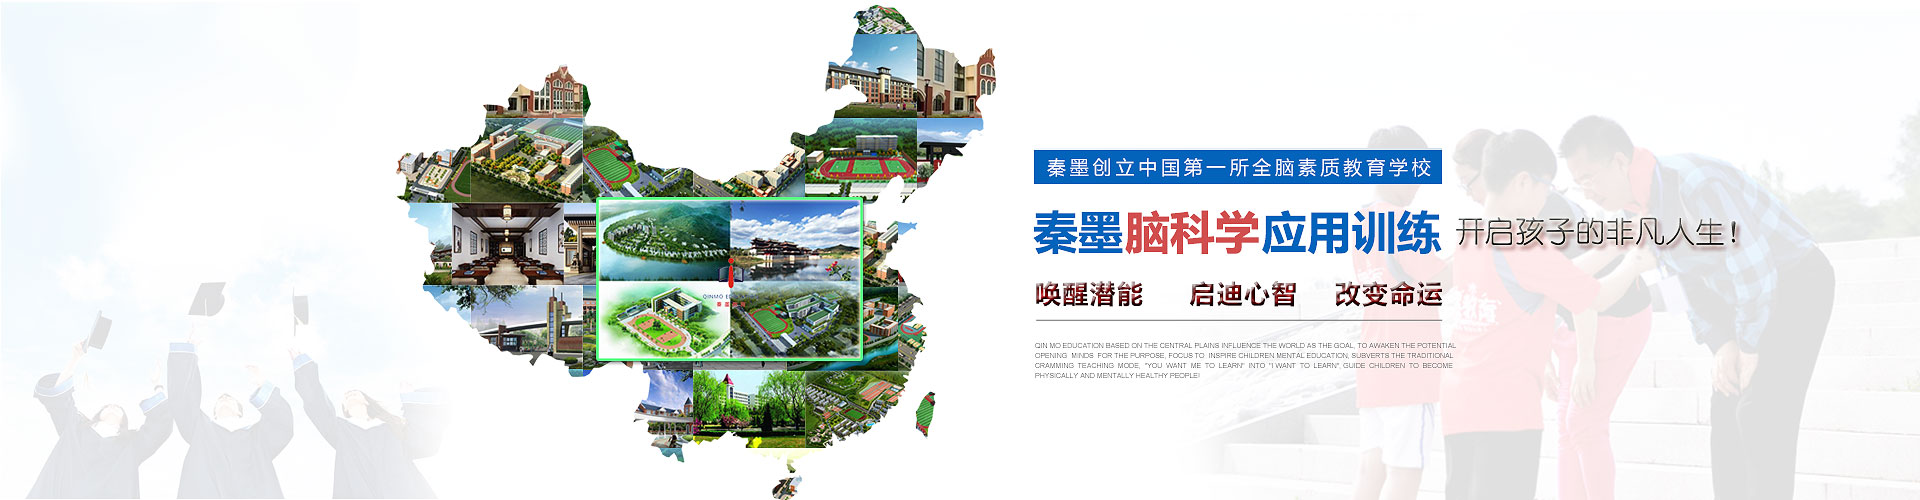 秦墨创立中国第一所全脑素质教育学校
秦墨脑科学应用训练 开启孩子的非凡人生！
唤醒潜能 启迪心智 改变命运
QIN MO EDUCATION BASED ON THE CENTRAL PLAINS INFLUENCE THE WORLD AS THE GOAL, TO AWAKEN THE POTENTIAL
OPENING MINDS FOR THE PURPOSE, FOCUS TO INSPIRE CHILDREN MENTAL EDUCATION, SUBVERTS THE TRADITIONAL
CRAMMING TEACHING MODE, "YOU WANT ME TO LEARN" INTO "I WANT TO LEARN", GUIDE CHILDREN TO BECOME
PHYSICALLY AND MENTALLY HEALTHY PEOPLE!